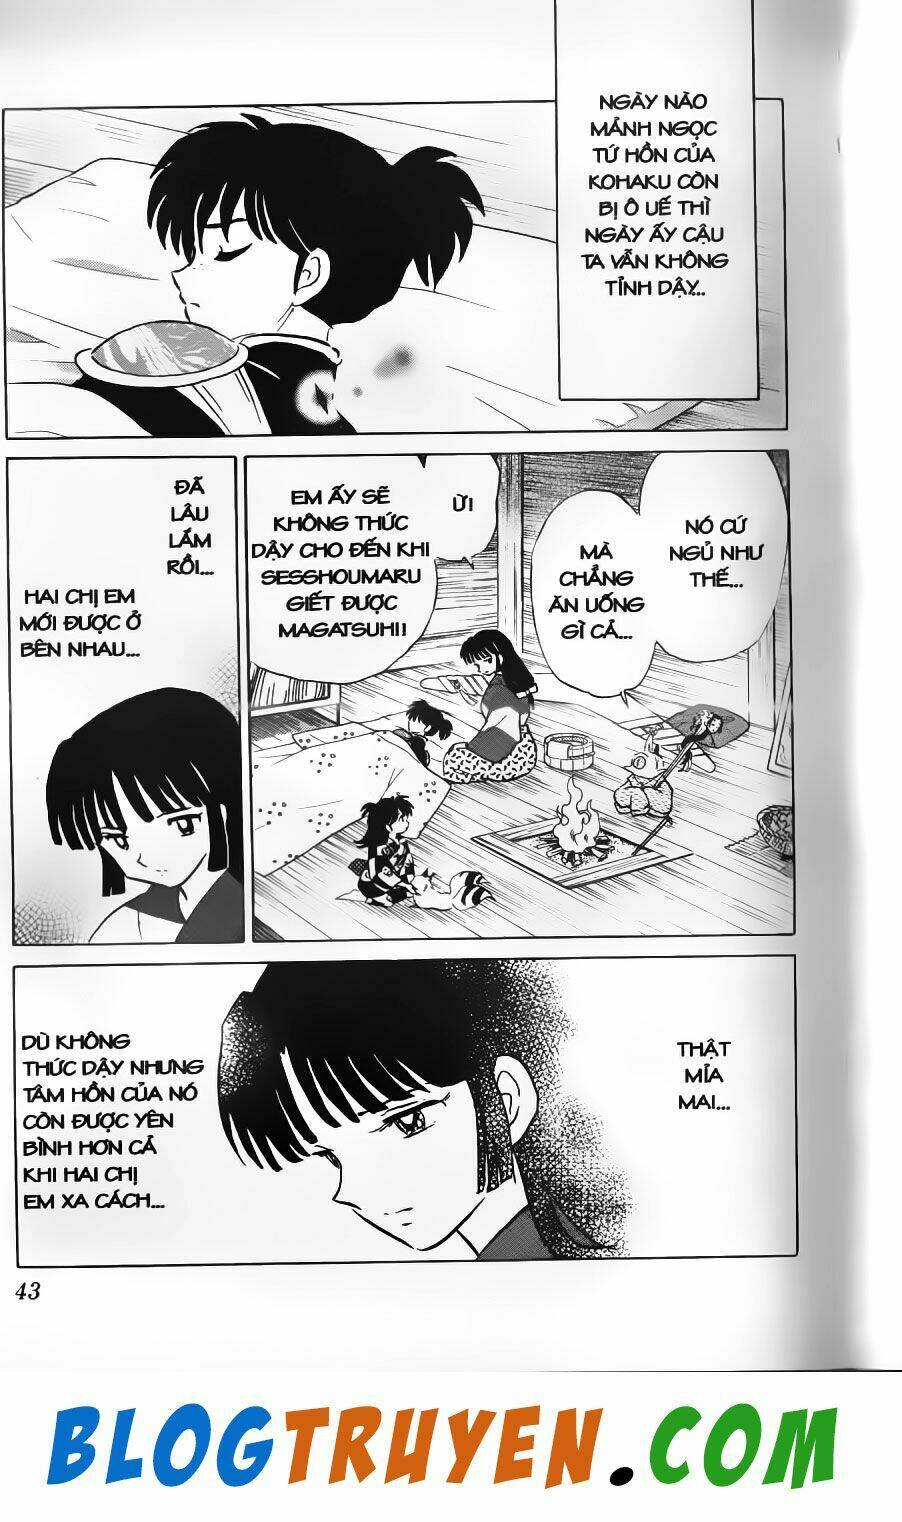 NGÀY NÀO
MẢNH NGỌC
TỨ HỒN CỦA
KOHAKU CÒN
BỊ Ô UẾ THÌ
NGÀY ẤY CẬU
TA VẪN KHÔNG
TỈNH DẬY...
NÓ CỨ
NGỦ NHƯ
THẾ...
MÀ
CHẲNG
ĂN UỐNG
GÌ CẢ...
Ừ!
EM ẤY SẼ
KHÔNG THỨC
DẬY CHO ĐẾN KHI
SESSHOUMARU
GIẾT ĐƯỢC
MAGATSUHI!
ĐÃ
LÂU
LẮM
RỒI...
HAI CHỊ EM
MỚI ĐƯỢC Ở
BÊN NHAU...
THẬT
MỈA
MAI...
DÙ KHÔNG
THỨC DẬY NHƯNG
TÂM HỒN CỦA NÓ
CÒN ĐƯỢC YÊN
BÌNH HƠN CẢ
KHI HAI CHỊ
EM XA CÁCH...
43
BLOGTRUYEN.COM